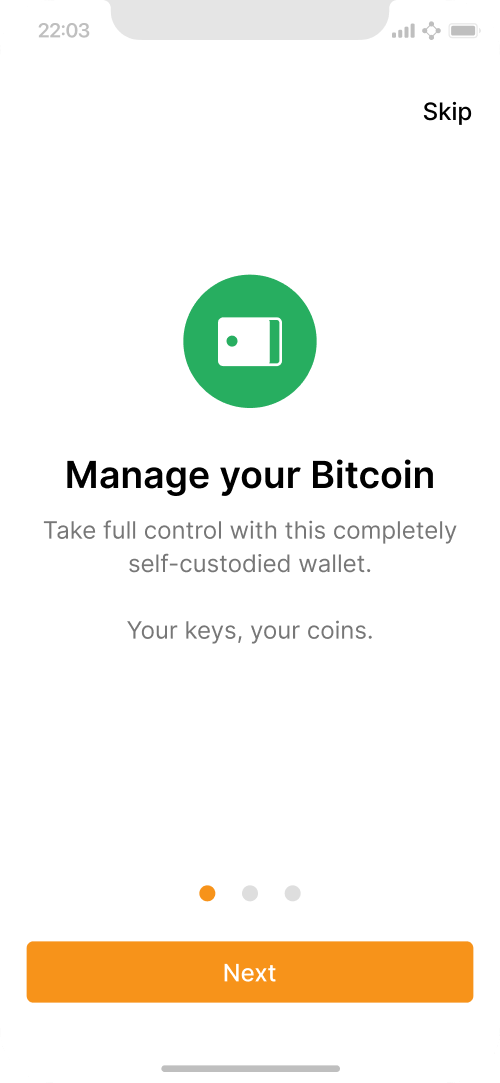 22:03
Skip
Manage your Bitcoin
Take full control with this completely
self-custodied wallet.
Your keys, your coins.
Next